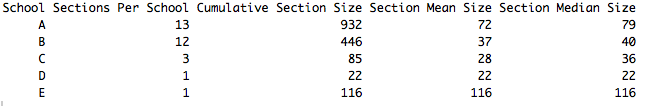 School Sections Per School Cumulative Section Size Section Mean Size Section Median Size
A 13 932 72 79
B 12 446 37 40
C 3 85 28 36
D 1 22 22 22
E 1 116 116 116